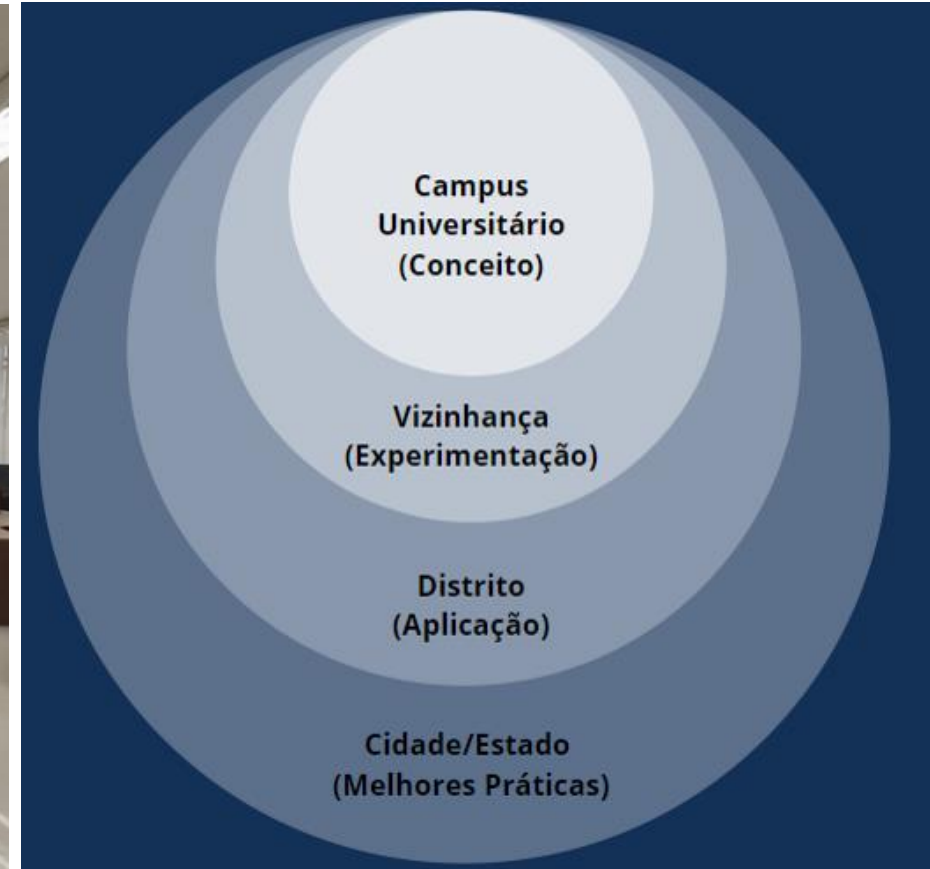 Campus
Universitário
(Conceito)
Vizinhança
(Experimentação)
Distrito
(Aplicação)
Cidade/Estado
(Melhores Práticas)